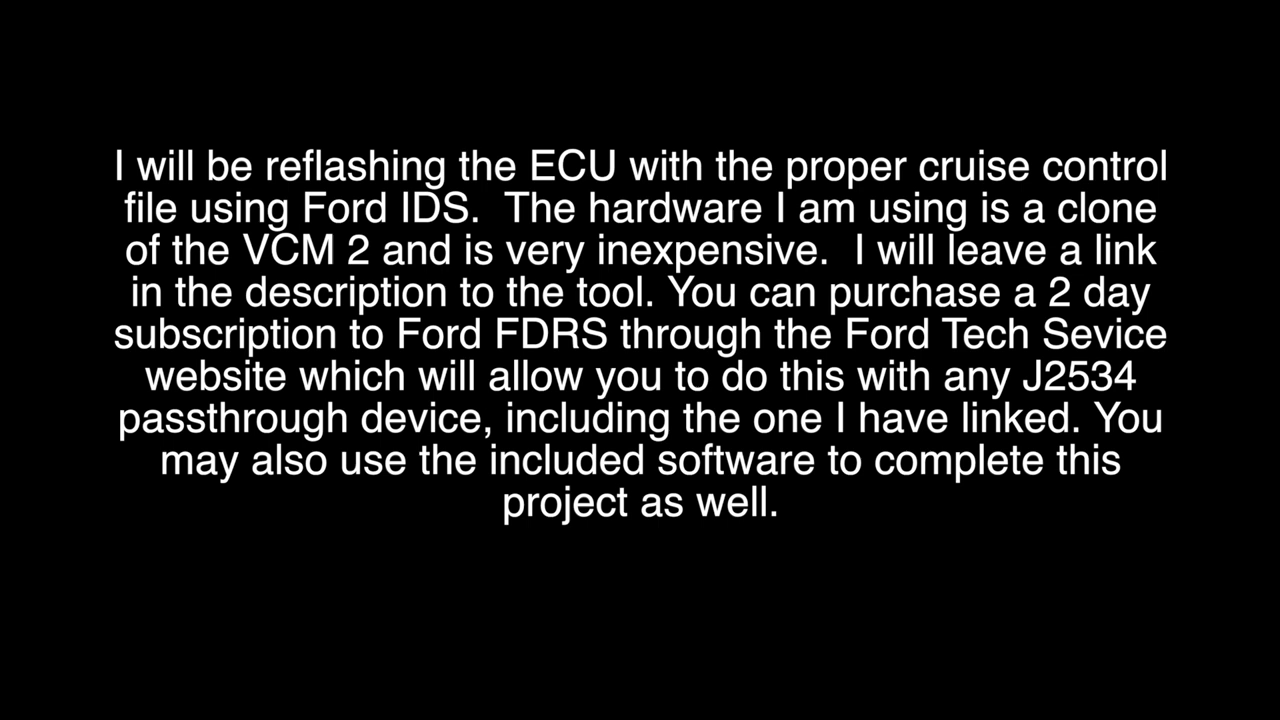 I will be reflashing the ECU with the proper cruise control
file using Ford IDS.  The hardware I am using is a clone
of the VCM 2 and is very inexpensive.  I will leave a link
in the description to the tool. You can purchase a 2 day
subscription to Ford FDRS through the Ford Tech Sevice
website which will allow you to do this with any J2534
passthrough device, including the one I have linked. You
may also use the included software to complete this
project as well.